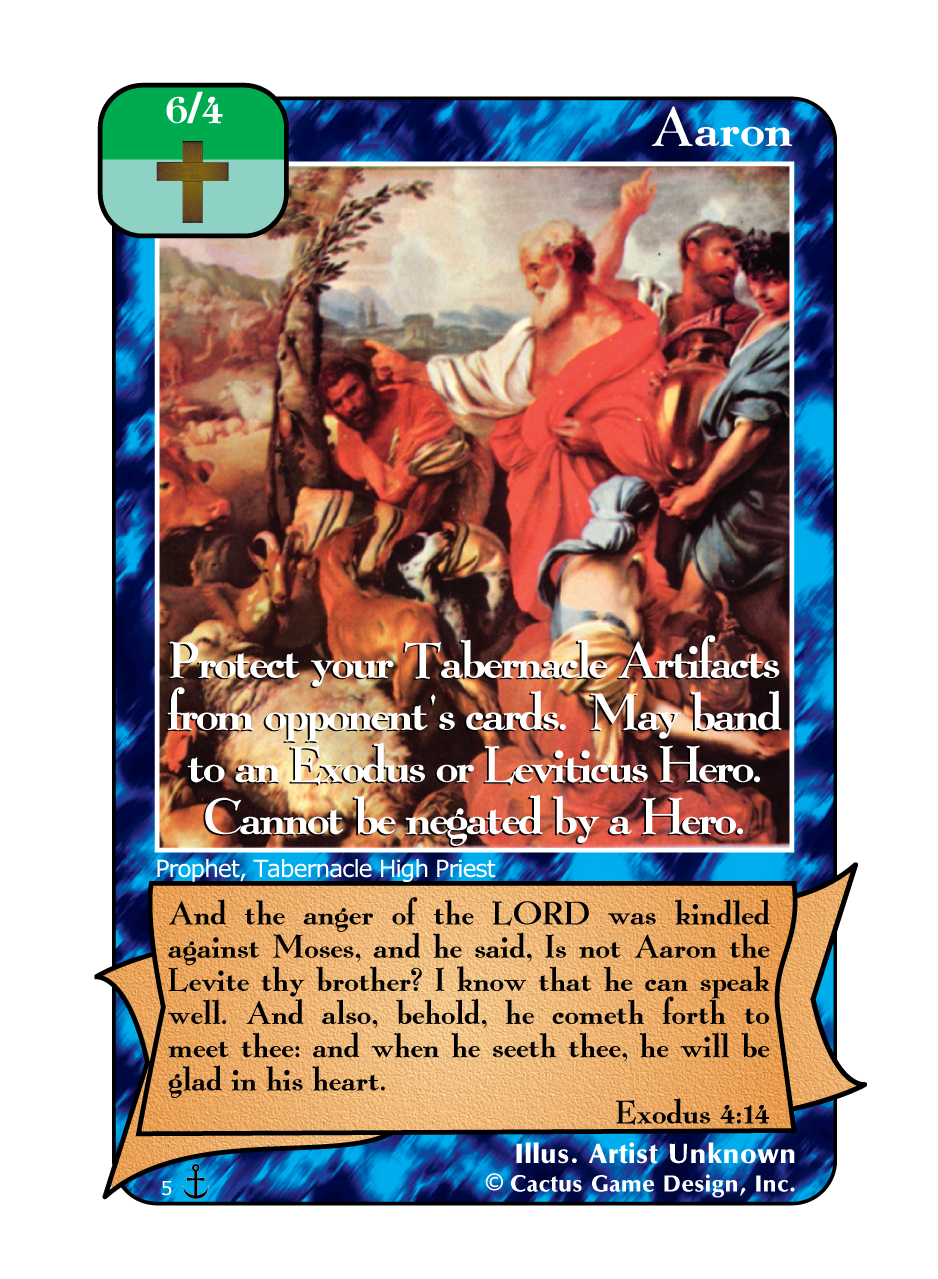 6/4
Aaron
Protect your Tabernacle Artifacts
from opponent's cards. May band
to an Exodus or Leviticus Hero.
Cannot be negated by a Hero.
Prophet, Tabernacle High Priest
And the anger of the LORD was kindled
against Moses, and he said, Is not Aaron the
Levite thy brother? I know that he can speak
well. And also, behold, he cometh forth to
meet thee: and when he seeth thee, he will be
glad in his heart.
Exodus 4:14
Illus. Artist Unknown
5
© Cactus Game Design, Inc.